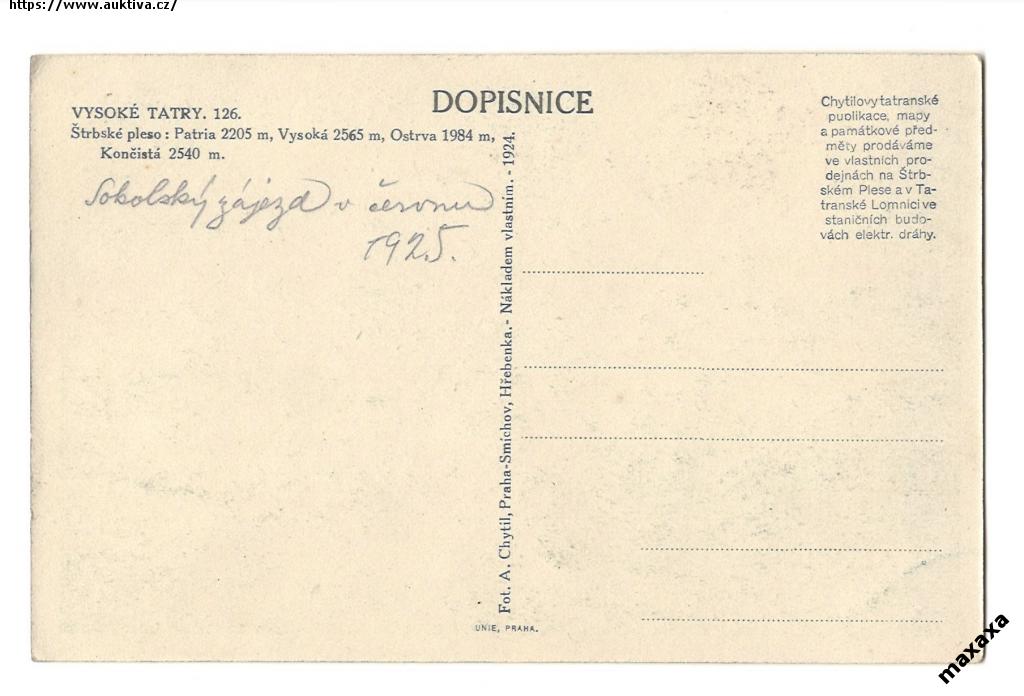 https://www.auktiva.cz/
VYSOKÉ TATRY. 126.
Štrbské pleso: Patria 2205 m, Vysoká 2565 m, Ostrva 1984 m,
Končistá 2540 m.
Sokolský zájezd v červnu
1925.
DOPISNICE
Chytilovy tatranské
puolikace, mapy
a památkové před-
měty prodáváme
ve vlastních pro-
dejnách na Štrb-
ském Plese a v Ta-
transké Lomnici ve
staničních budo-
vách elektr. dráhy.
Fot. A. Chytil, Praha-Smíchov, Hřebenka.- Nákladem vlastním. - 1924.
UNIE, PRAHA.
maxaxa